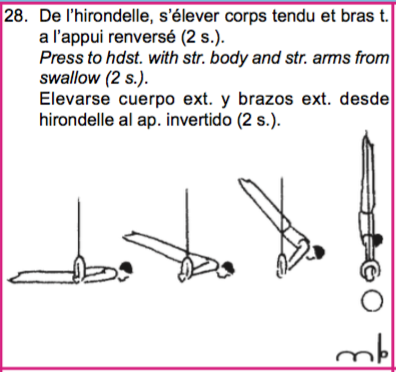 28. De l'hirondelle, s'élever corps tendu et bras t.
a l'appui renversé (2 s.).
Press to hdst. with str. body and str. arms from
swallow (2 s.).
Elevarse cuerpo ext. y brazos ext. desde
hirondelle al ap. invertido (2 s.).